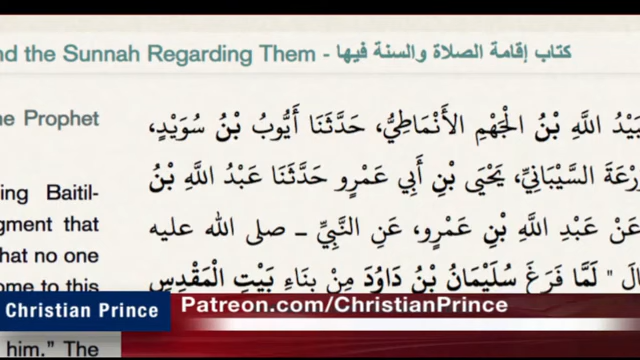 nd the Sunnah Regarding Them - كتاب إقامة الصلاة والسنة فيها
ne Prophet
بَيْدُ اللَّهِ بْنُ الْجَهْمِ الأَنْمَاطِيُّ، حَدَّثَنَا أَيُّوبُ بْنُ سُوَيْدٍ،
زُرْعَةَ السَّيْبَانِيِّ، يَحْيَى بْنِ أَبِي عَمْرٍو حَدَّثَنَا عَبْدُ اللَّهِ بْنُ
ing Baitil-
عَنْ عَبْدِ اللَّهِ بْنِ عَمْرٍو، عَنِ النَّبِيِّ ـ صلى الله عليه
gment that
hat no one
ال " لَمَّا فَرَغَ سُلَيْمَانُ بْنُ دَاوُدَ مِنْ بِنَاءِ بَيْتِ الْمَقْدِسِ
ome to this
Christian Prince
Patreon.com/ChristianPrince
him." The